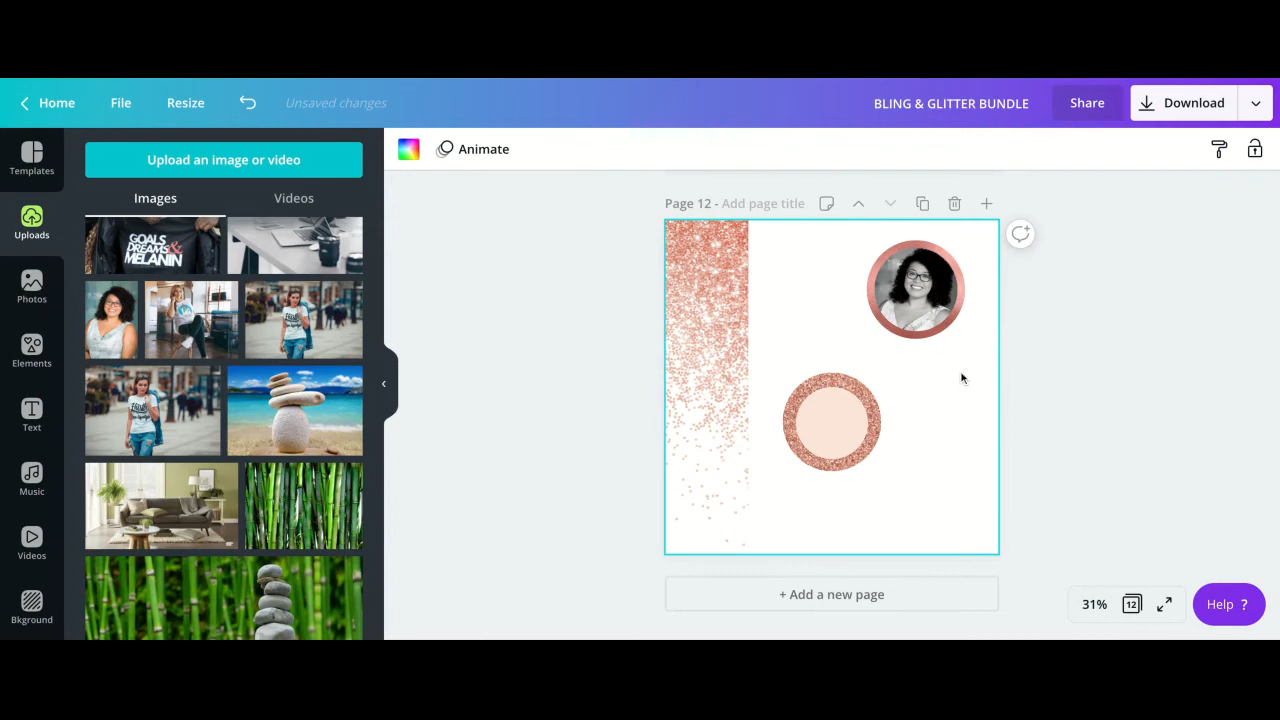 Home File Resize Unsaved changes BLING & GLITTER BUNDLE Share Download
Templates
Uploads
Photos
Elements
Text
Music
Videos
Bkground
Upload an image or video
Images Videos
GOALS
DREAMS &
MELANIN
Animate
Page 12 - Add page title
+ Add a new page
31% 12 Help ?